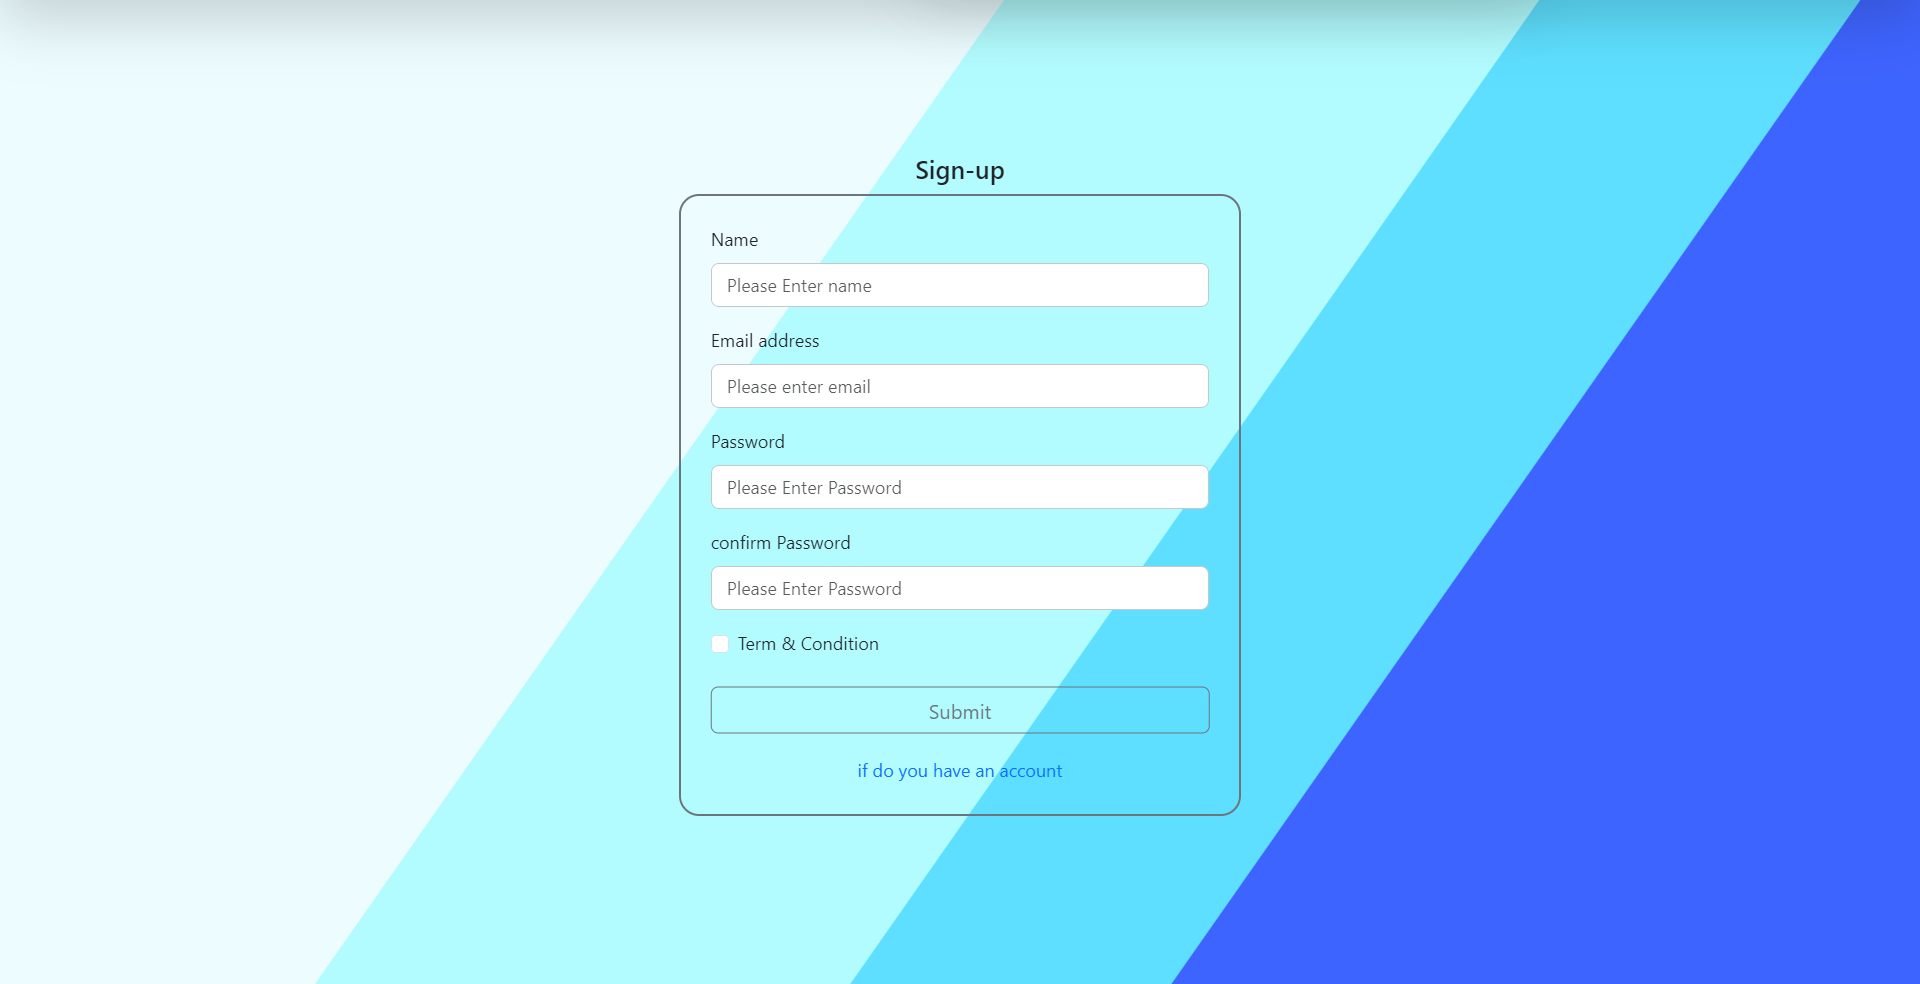 Sign-up
Name
Please Enter name
Email address
Please enter email
Password
Please Enter Password
confirm Password
Please Enter Password
Term & Condition
Submit
if do you have an account